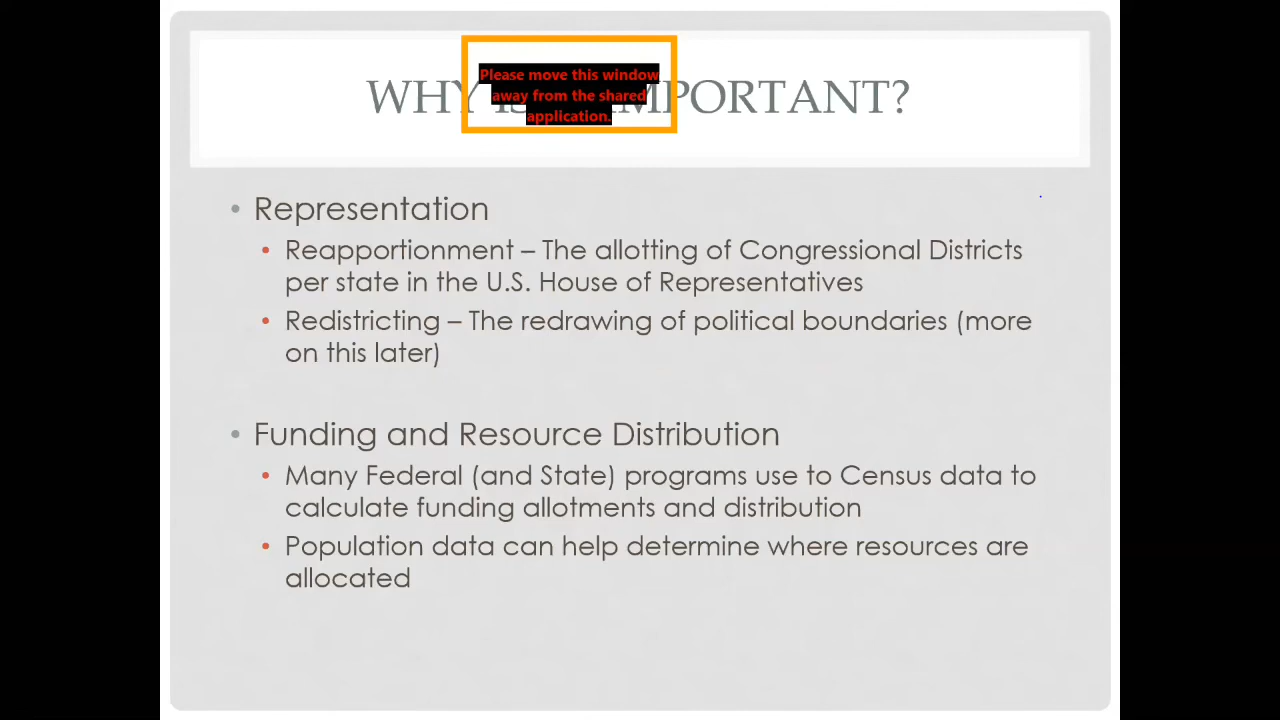 WHY IS IMPORTANT?
Please move this window
away from the shared
application.
• Representation
• Reapportionment – The allotting of Congressional Districts
per state in the U.S. House of Representatives
• Redistricting – The redrawing of political boundaries (more
on this later)
• Funding and Resource Distribution
• Many Federal (and State) programs use to Census data to
calculate funding allotments and distribution
• Population data can help determine where resources are
allocated